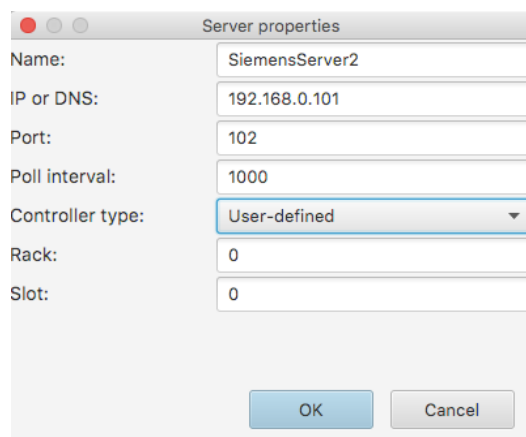 Server properties
Name: SiemensServer2
IP or DNS: 192.168.0.101
Port: 102
Poll interval: 1000
Controller type: User-defined
Rack: 0
Slot: 0
OK Cancel